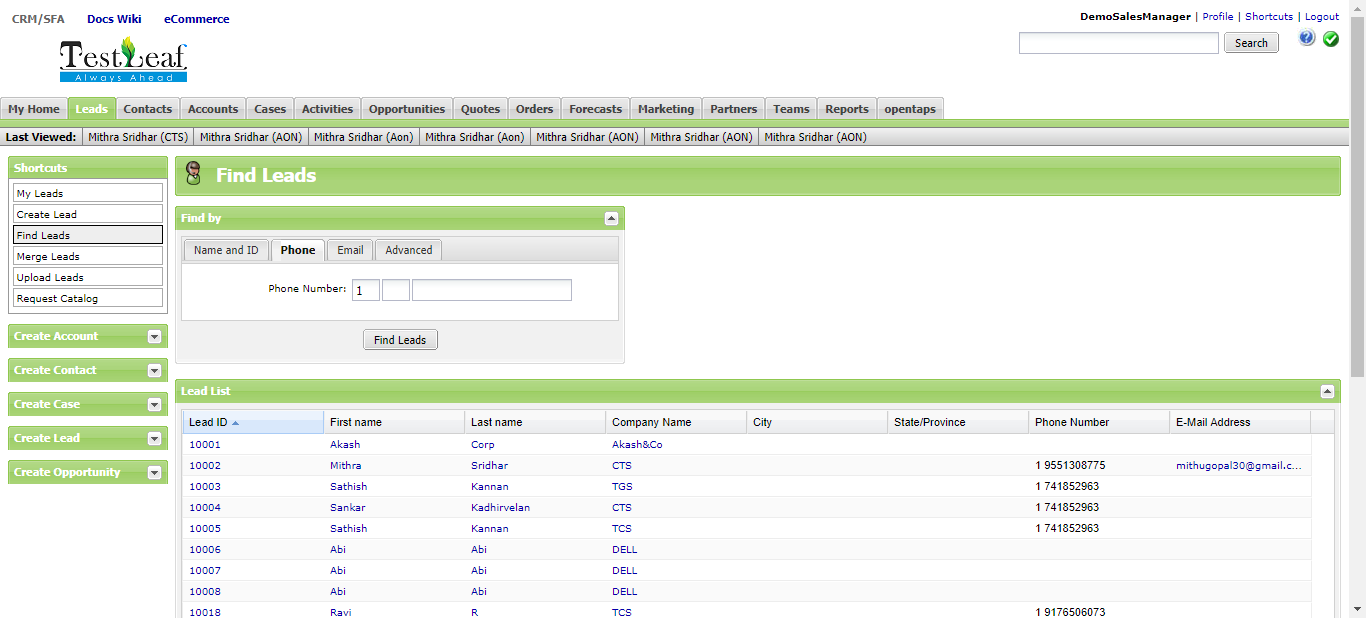 CRM/SFA Docs Wiki eCommerce
DemoSalesManager | Profile | Shortcuts | Logout
TestLeaf
Always Ahead
Search
My Home Leads Contacts Accounts Cases Activities Opportunities Quotes Orders Forecasts Marketing Partners Teams Reports opentaps
Last Viewed: Mithra Sridhar (CTS) Mithra Sridhar (AON) Mithra Sridhar (Aon) Mithra Sridhar (Aon) Mithra Sridhar (AON) Mithra Sridhar (AON) Mithra Sridhar (AON)
Shortcuts
My Leads
Create Lead
Find Leads
Merge Leads
Upload Leads
Request Catalog
Create Account
Create Contact
Create Case
Create Lead
Create Opportunity
Find Leads
Find by
Name and ID Phone Email Advanced
Phone Number: 1
Find Leads
Lead List
Lead ID First name Last name Company Name City State/Province Phone Number E-Mail Address
10001 Akash Corp Akash&Co
10002 Mithra Sridhar CTS 1 9551308775 mithugopal30@gmail.c...
10003 Sathish Kannan TGS 1 741852963
10004 Sankar Kadhirvelan CTS 1 741852963
10005 Sathish Kannan TCS 1 741852963
10006 Abi Abi DELL
10007 Abi Abi DELL
10008 Abi Abi DELL
10018 Ravi R TCS 1 9176506073